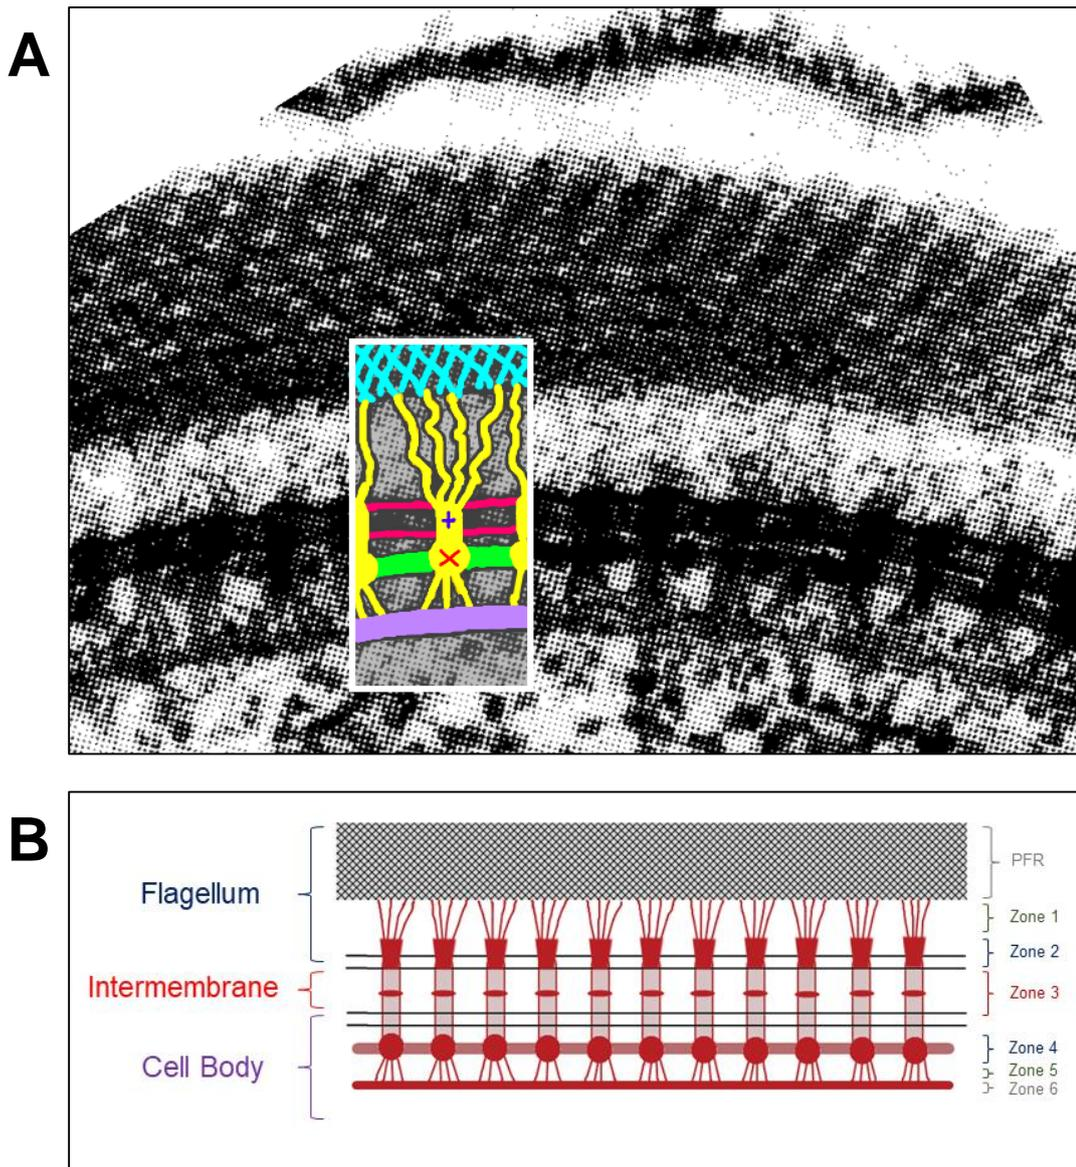 A
B
Flagellum
Intermembrane
Cell Body
PFR
Zone 1
Zone 2
Zone 3
Zone 4
Zone 5
Zone 6